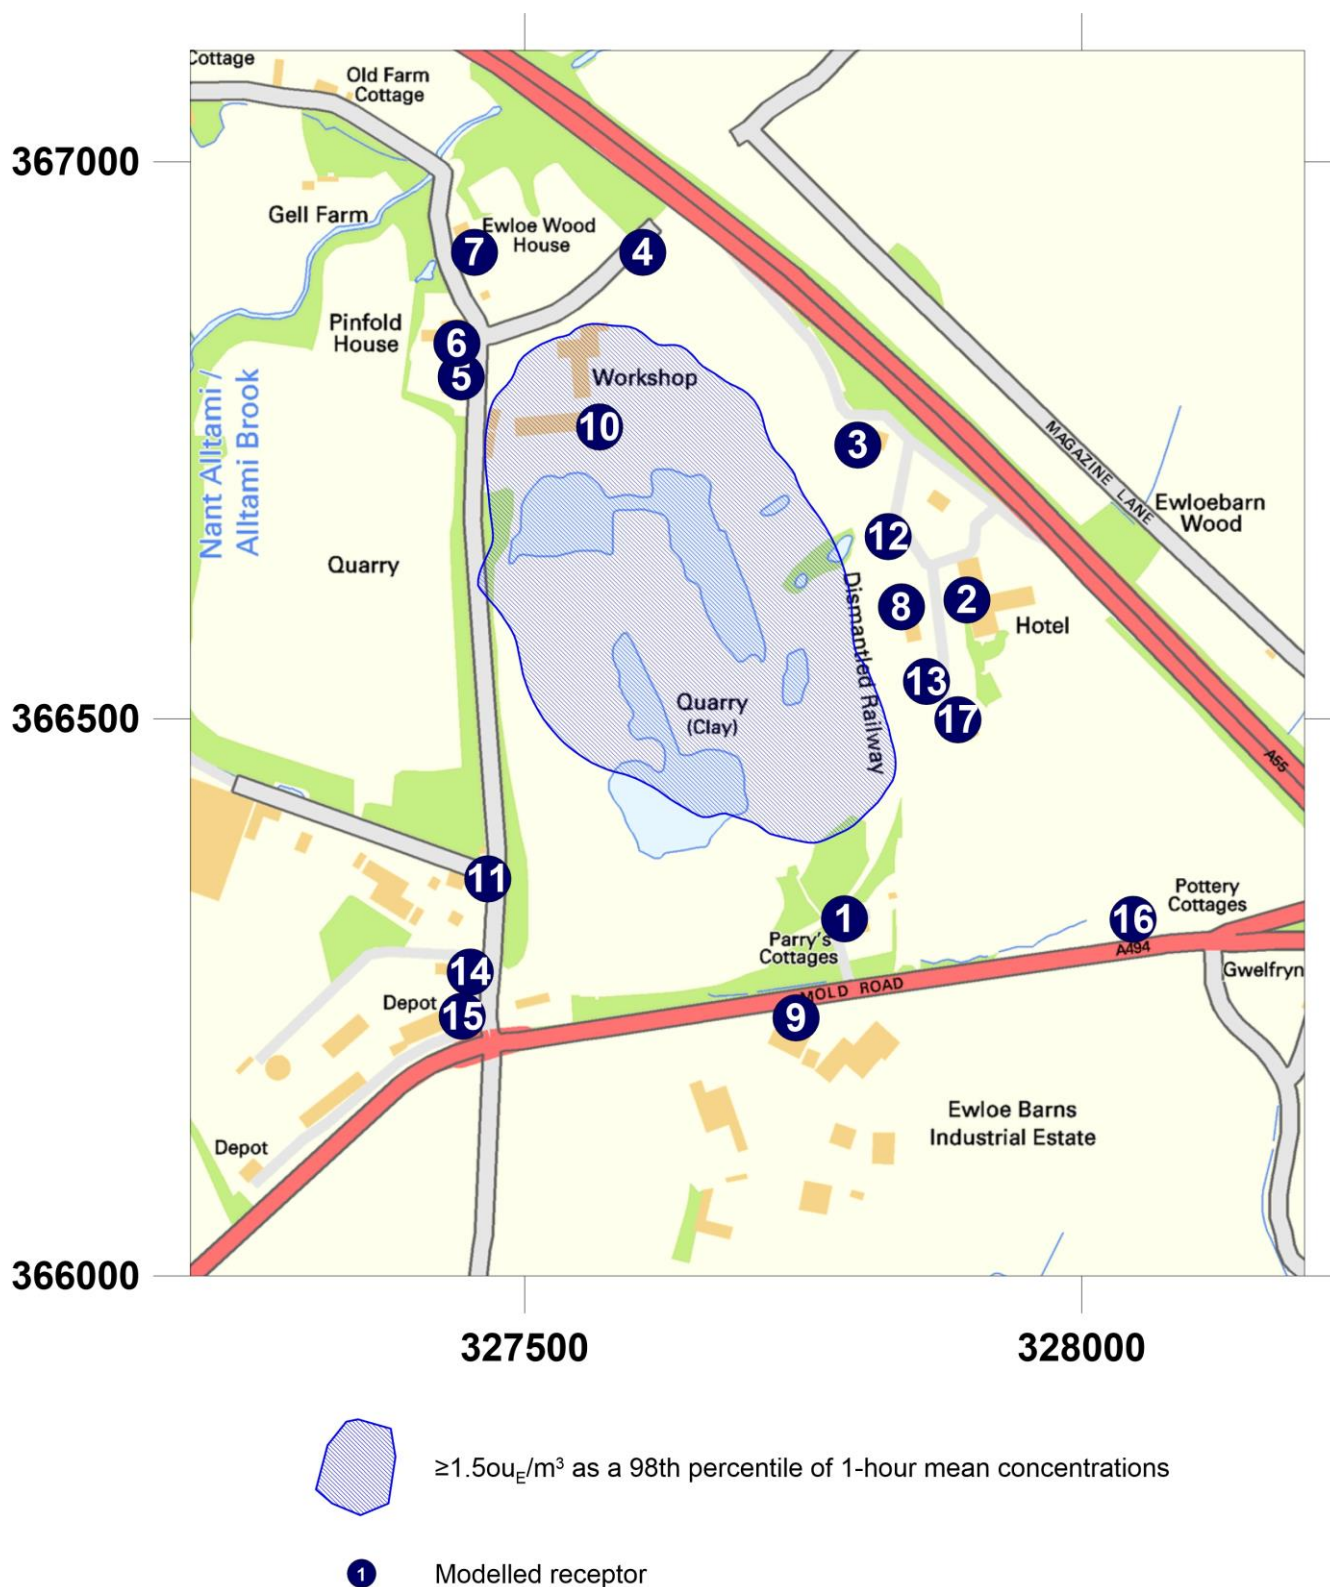 Cottage
Old Farm
Cottage
367000
Gell Farm
Ewloe Wood
House
7
4
Pinfold
House
6
5
Workshop
10
3
Nant Alltami /
Alltami Brook
MAGAZINE LANE
Ewloebarn
Wood
12
Quarry
Dismantled Railway
8
2
Hotel
13
17
366500
Quarry
(Clay)
A55
11
1
16
Pottery
Cottages
Parry's
Cottages
A494
Gwelfryn
14
Depot
15
MOLD ROAD
9
Ewloe Barns
Industrial Estate
Depot
366000
327500
328000
≥1.5ouE/m³ as a 98th percentile of 1-hour mean concentrations
1
Modelled receptor